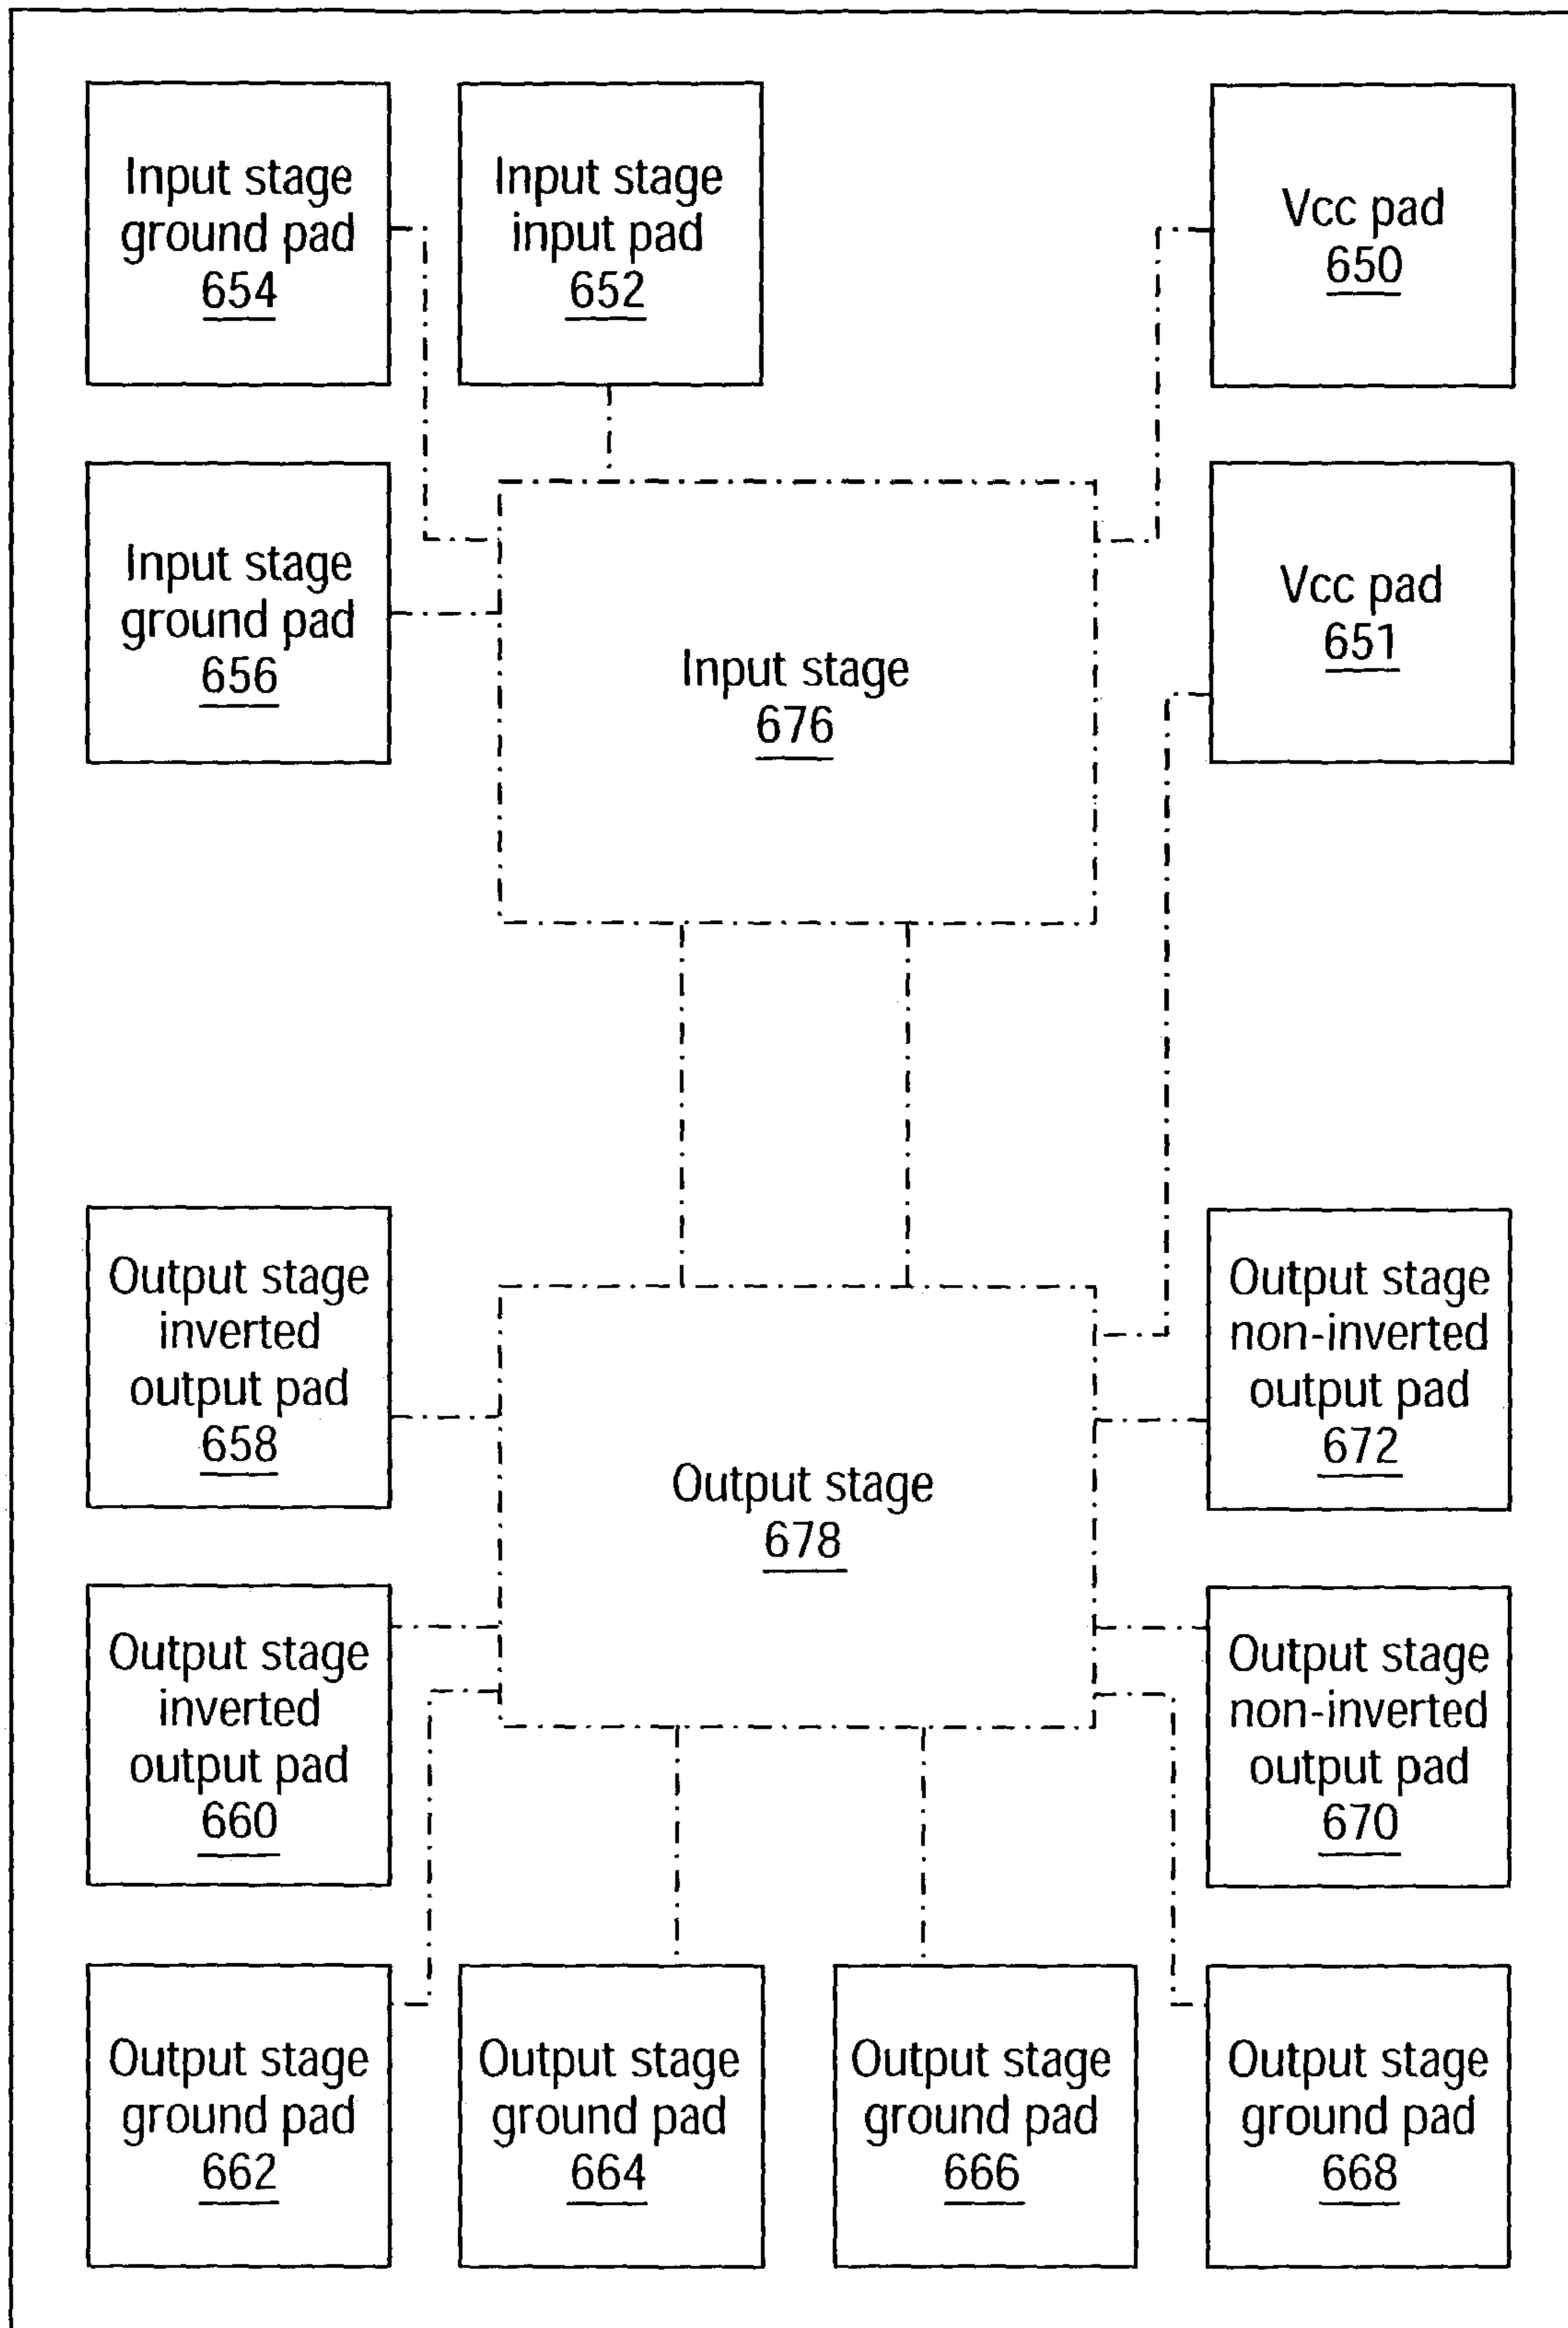 Input stage
ground pad
654
Input stage
input pad
652
Vcc pad
650
Input stage
ground pad
656
Input stage
676
Vcc pad
651
Output stage
inverted
output pad
658
Output stage
678
Output stage
non-inverted
output pad
672
Output stage
inverted
output pad
660
Output stage
non-inverted
output pad
670
Output stage
ground pad
662
Output stage
ground pad
664
Output stage
ground pad
666
Output stage
ground pad
668